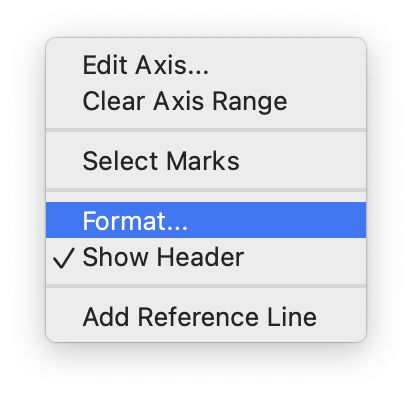 Edit Axis...
Clear Axis Range
Select Marks
Format...
✓ Show Header
Add Reference Line